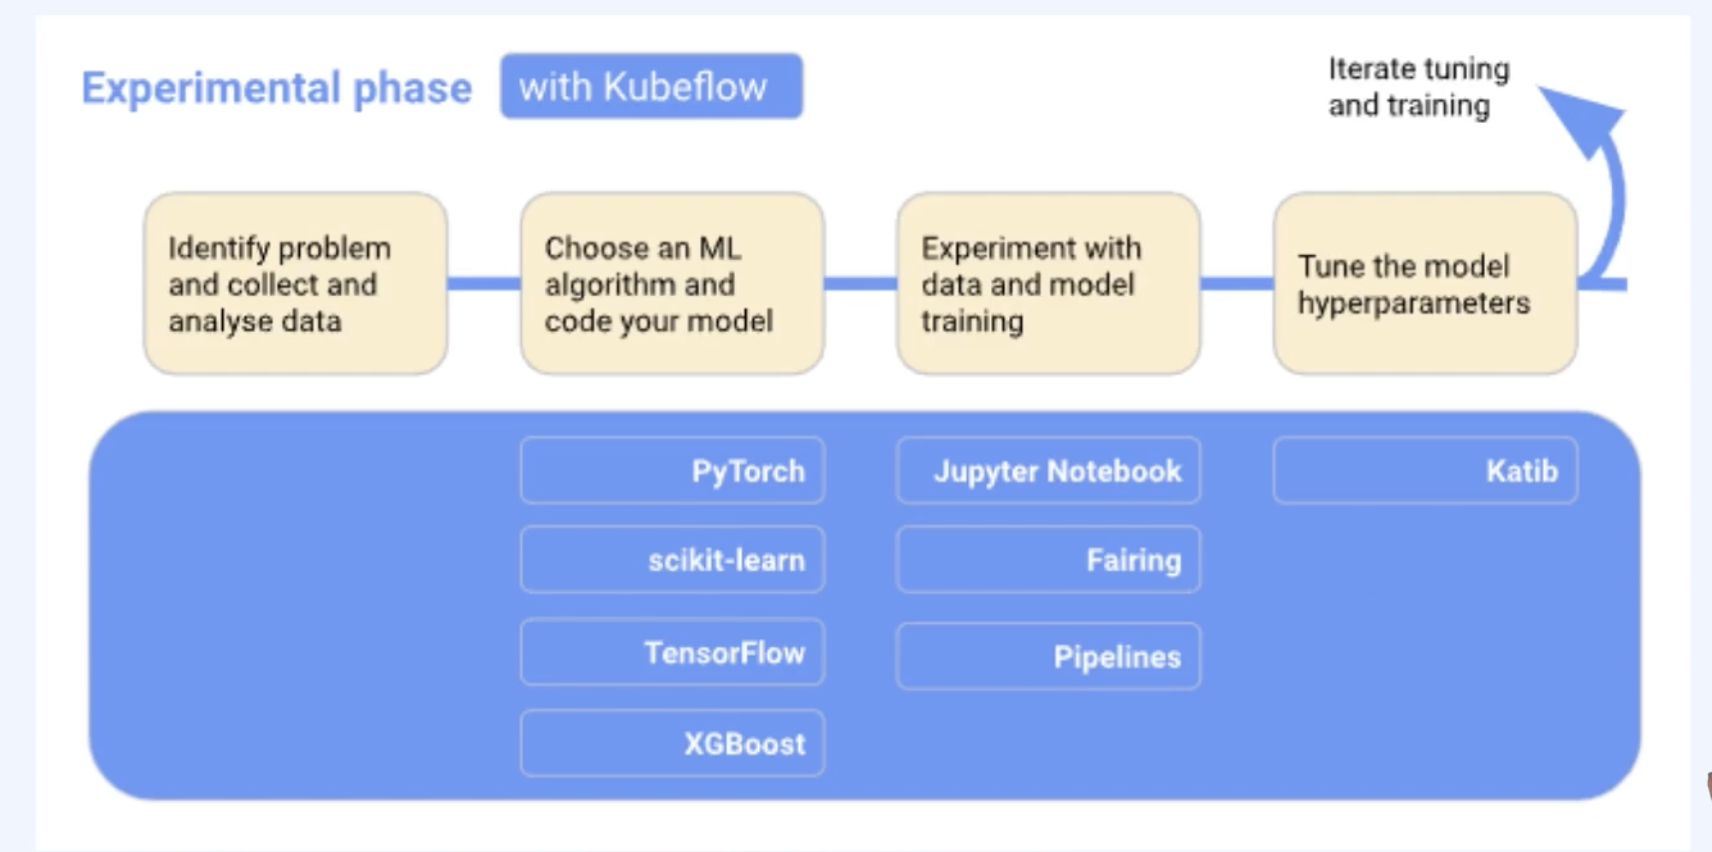 Experimental phase with Kubeflow
Iterate tuning
and training
Identify problem
and collect and
analyse data
Choose an ML
algorithm and
code your model
Experiment with
data and model
training
Tune the model
hyperparameters
PyTorch
scikit-learn
TensorFlow
XGBoost
Jupyter Notebook
Fairing
Pipelines
Katib